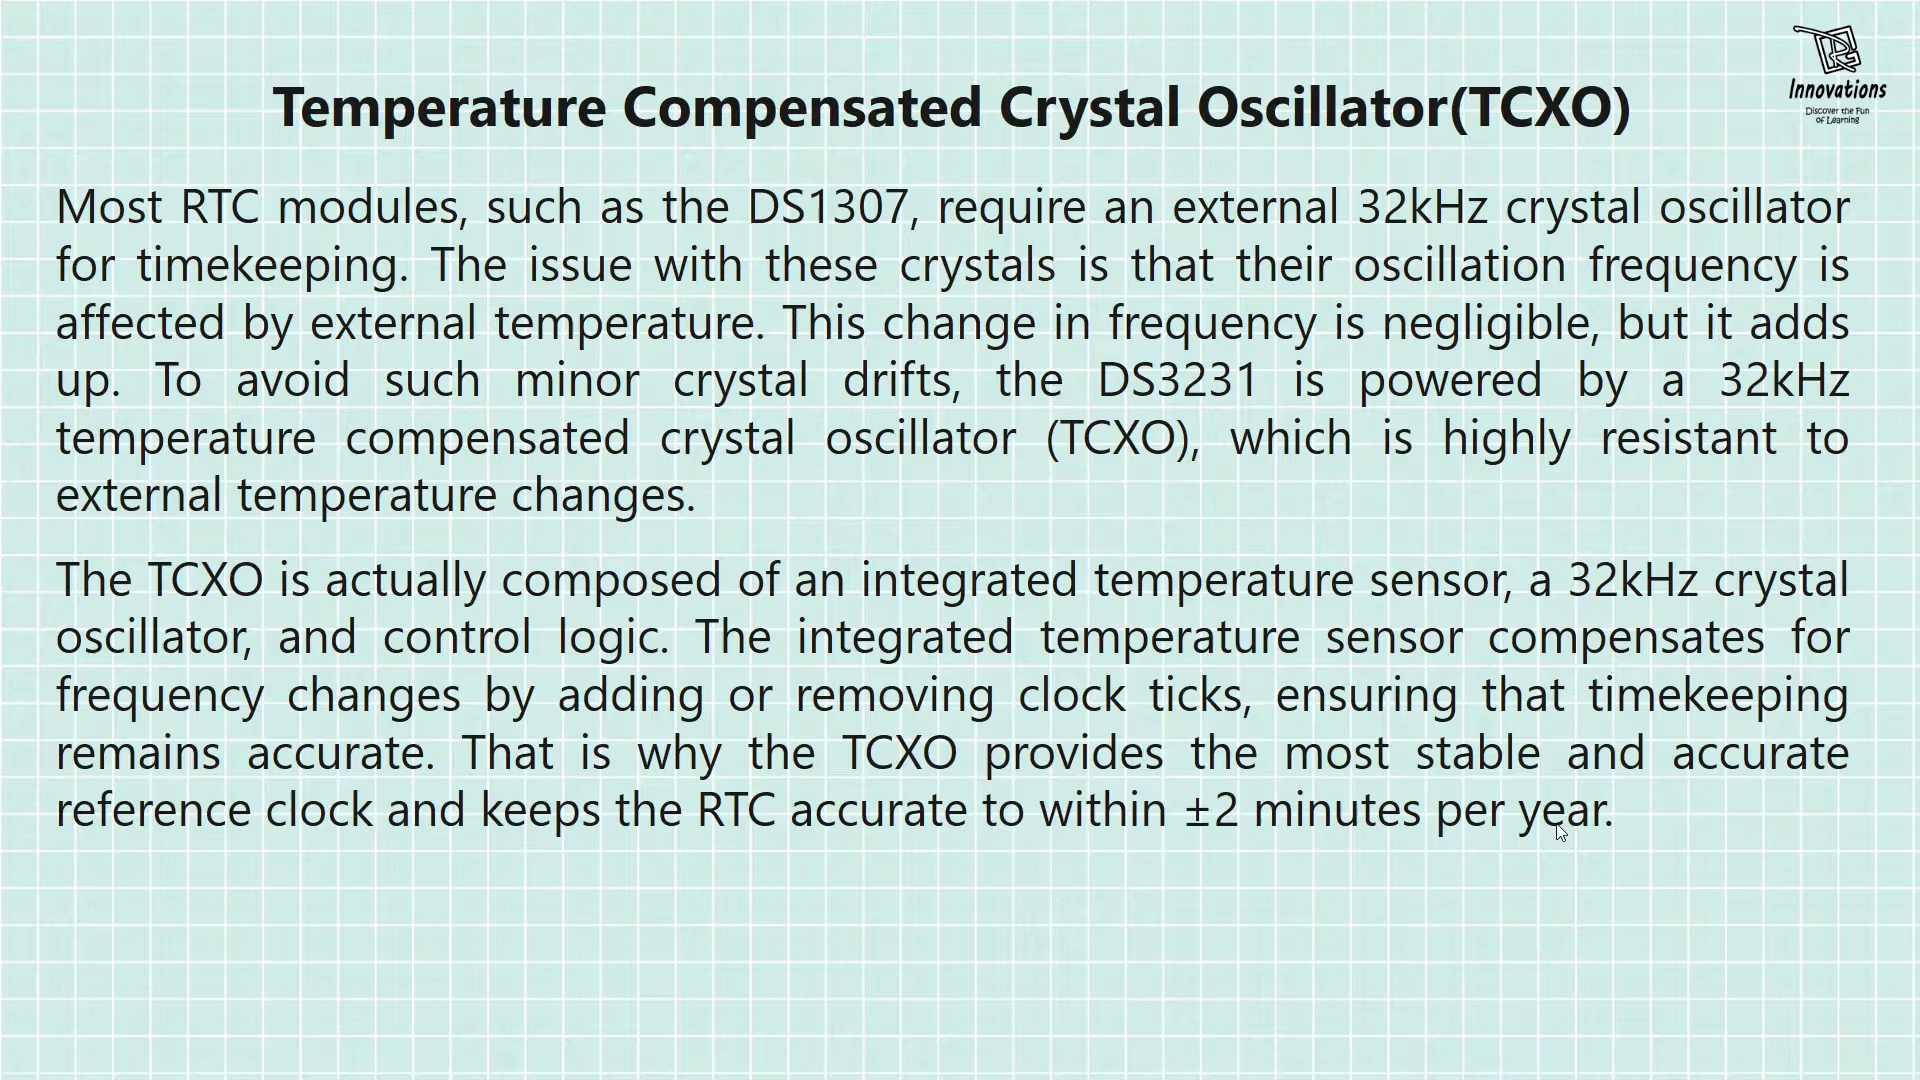 Innovations
Discover the Fun
of Learning
Temperature Compensated Crystal Oscillator(TCXO)
Most RTC modules, such as the DS1307, require an external 32kHz crystal oscillator
for timekeeping. The issue with these crystals is that their oscillation frequency is
affected by external temperature. This change in frequency is negligible, but it adds
up. To avoid such minor crystal drifts, the DS3231 is powered by a 32kHz
temperature compensated crystal oscillator (TCXO), which is highly resistant to
external temperature changes.
The TCXO is actually composed of an integrated temperature sensor, a 32kHz crystal
oscillator, and control logic. The integrated temperature sensor compensates for
frequency changes by adding or removing clock ticks, ensuring that timekeeping
remains accurate. That is why the TCXO provides the most stable and accurate
reference clock and keeps the RTC accurate to within ±2 minutes per year.